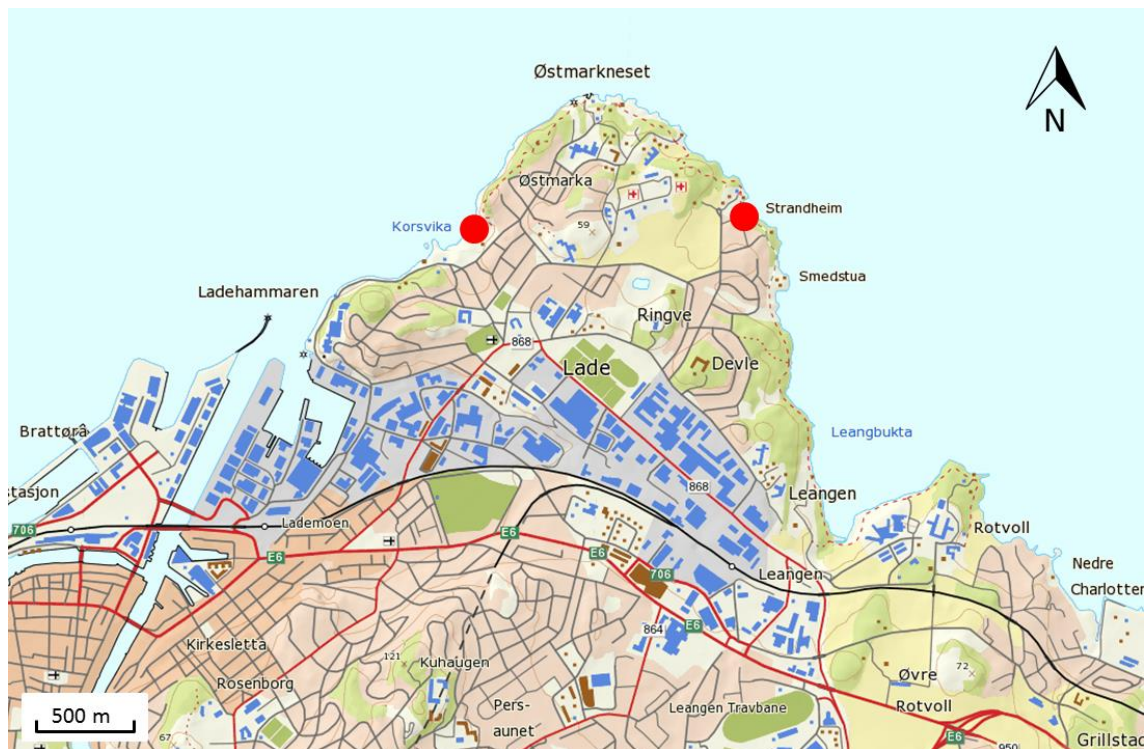 Østmarkneset
N
Østmarka
Korsvika
59
Strandheim
Smedstua
Ladehammaren
Ringve
868
Lade
Devle
Brattøra
Leangbukta
stasjon
868
Leangen
706
Lademoen
E6
E6
E6
Rotvoll
706
Leangen
Nedre
Charlotten
Kirkesletta
864
E6
121
Kuhaugen
Øvre
Rotvoll
72
Rosenborg
Pers-
aunet
Leangen Travbane
500 m
67
E6
950
Grillstad